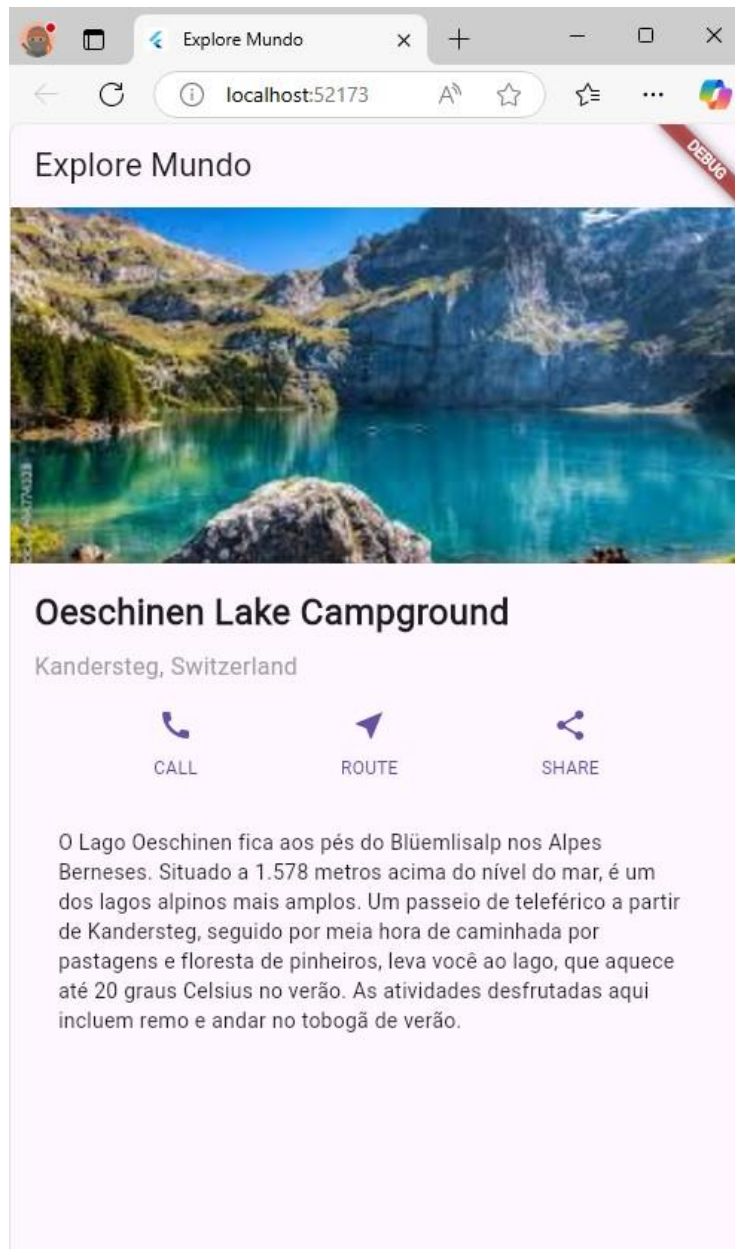 Explore Mundo
localhost:52173
Explore Mundo
DEBUG
Oeschinen Lake Campground
Kandersteg, Switzerland
CALL ROUTE SHARE
O Lago Oeschinen fica aos pés do Blüemlisalp nos Alpes
Berneses. Situado a 1.578 metros acima do nível do mar, é um
dos lagos alpinos mais amplos. Um passeio de teleférico a partir
de Kandersteg, seguido por meia hora de caminhada por
pastagens e floresta de pinheiros, leva você ao lago, que aquece
até 20 graus Celsius no verão. As atividades desfrutadas aqui
incluem remo e andar no tobogã de verão.